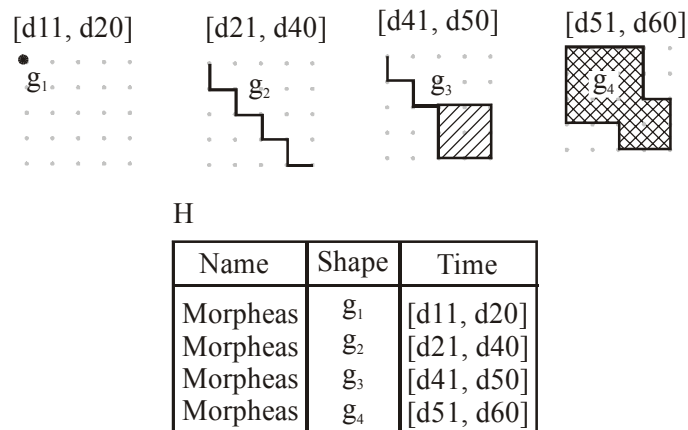 [d11, d20] [d21, d40] [d41, d50] [d51, d60]
g₁ g₂ g₃ g₄
H
Name Shape Time
Morpheas g₁ [d11, d20]
Morpheas g₂ [d21, d40]
Morpheas g₃ [d41, d50]
Morpheas g₄ [d51, d60]